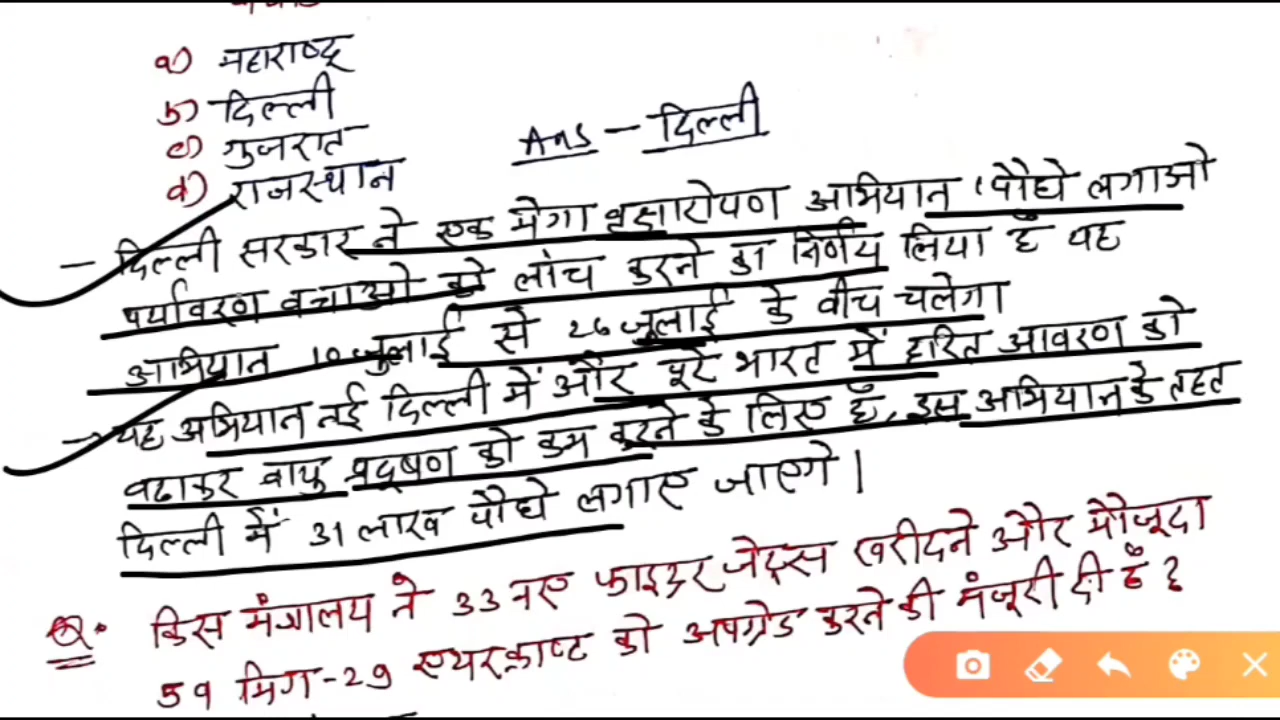 a) महाराष्ट्र
b) दिल्ली
c) गुजरात
d) राजस्थान
Ans - दिल्ली
- दिल्ली सरकार ने एक मेगा वृक्षारोपण अभियान 'पौधे लगाओ
पर्यावरण बचाओ को लांच करने का निर्णय लिया है यह
अभियान 10 जुलाई से 26 जुलाई के बीच चलेगा
- यह अभियान नई दिल्ली में और पूरे भारत में हरित आवरण को
बढाकर वायु प्रदूषण को कम करने के लिए है, इस अभियान के तहत
दिल्ली में 31 लाख पौधे लगाए जाएगे।
Q. किस मंत्रालय ने 33 नए फाइटर जेट्स खरीदने और मौजूदा
59 मिग-29 एयरक्राफ्ट को अपग्रेड करने की मंजूरी दी है ?